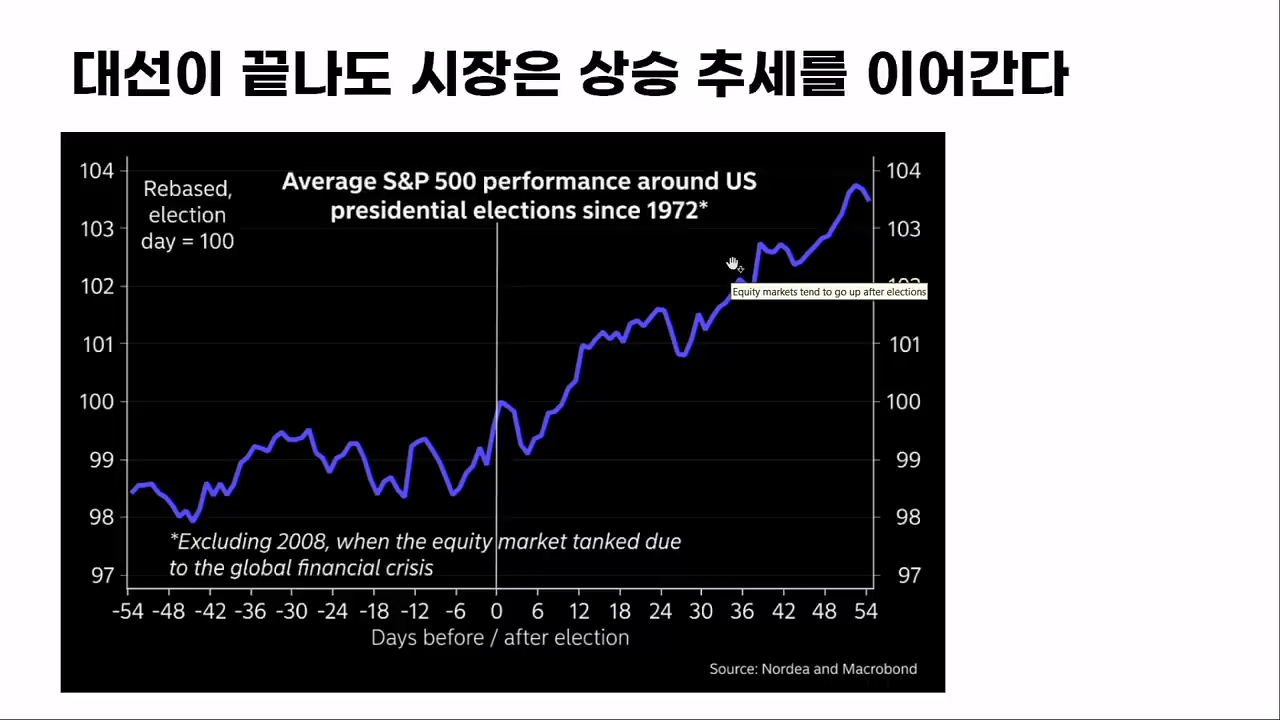 대선이 끝나도 시장은 상승 추세를 이어간다
Average S&P 500 performance around US
presidential elections since 1972*
Rebased,
election
day = 100
104
103
102
101
100
99
98
97
104
103
102
101
100
99
98
97
Equity markets tend to go up after elections
*Excluding 2008, when the equity market tanked due
to the global financial crisis
-54 -48 -42 -36 -30 -24 -18 -12 -6 0 6 12 18 24 30 36 42 48 54
Days before / after election
Source: Nordea and Macrobond